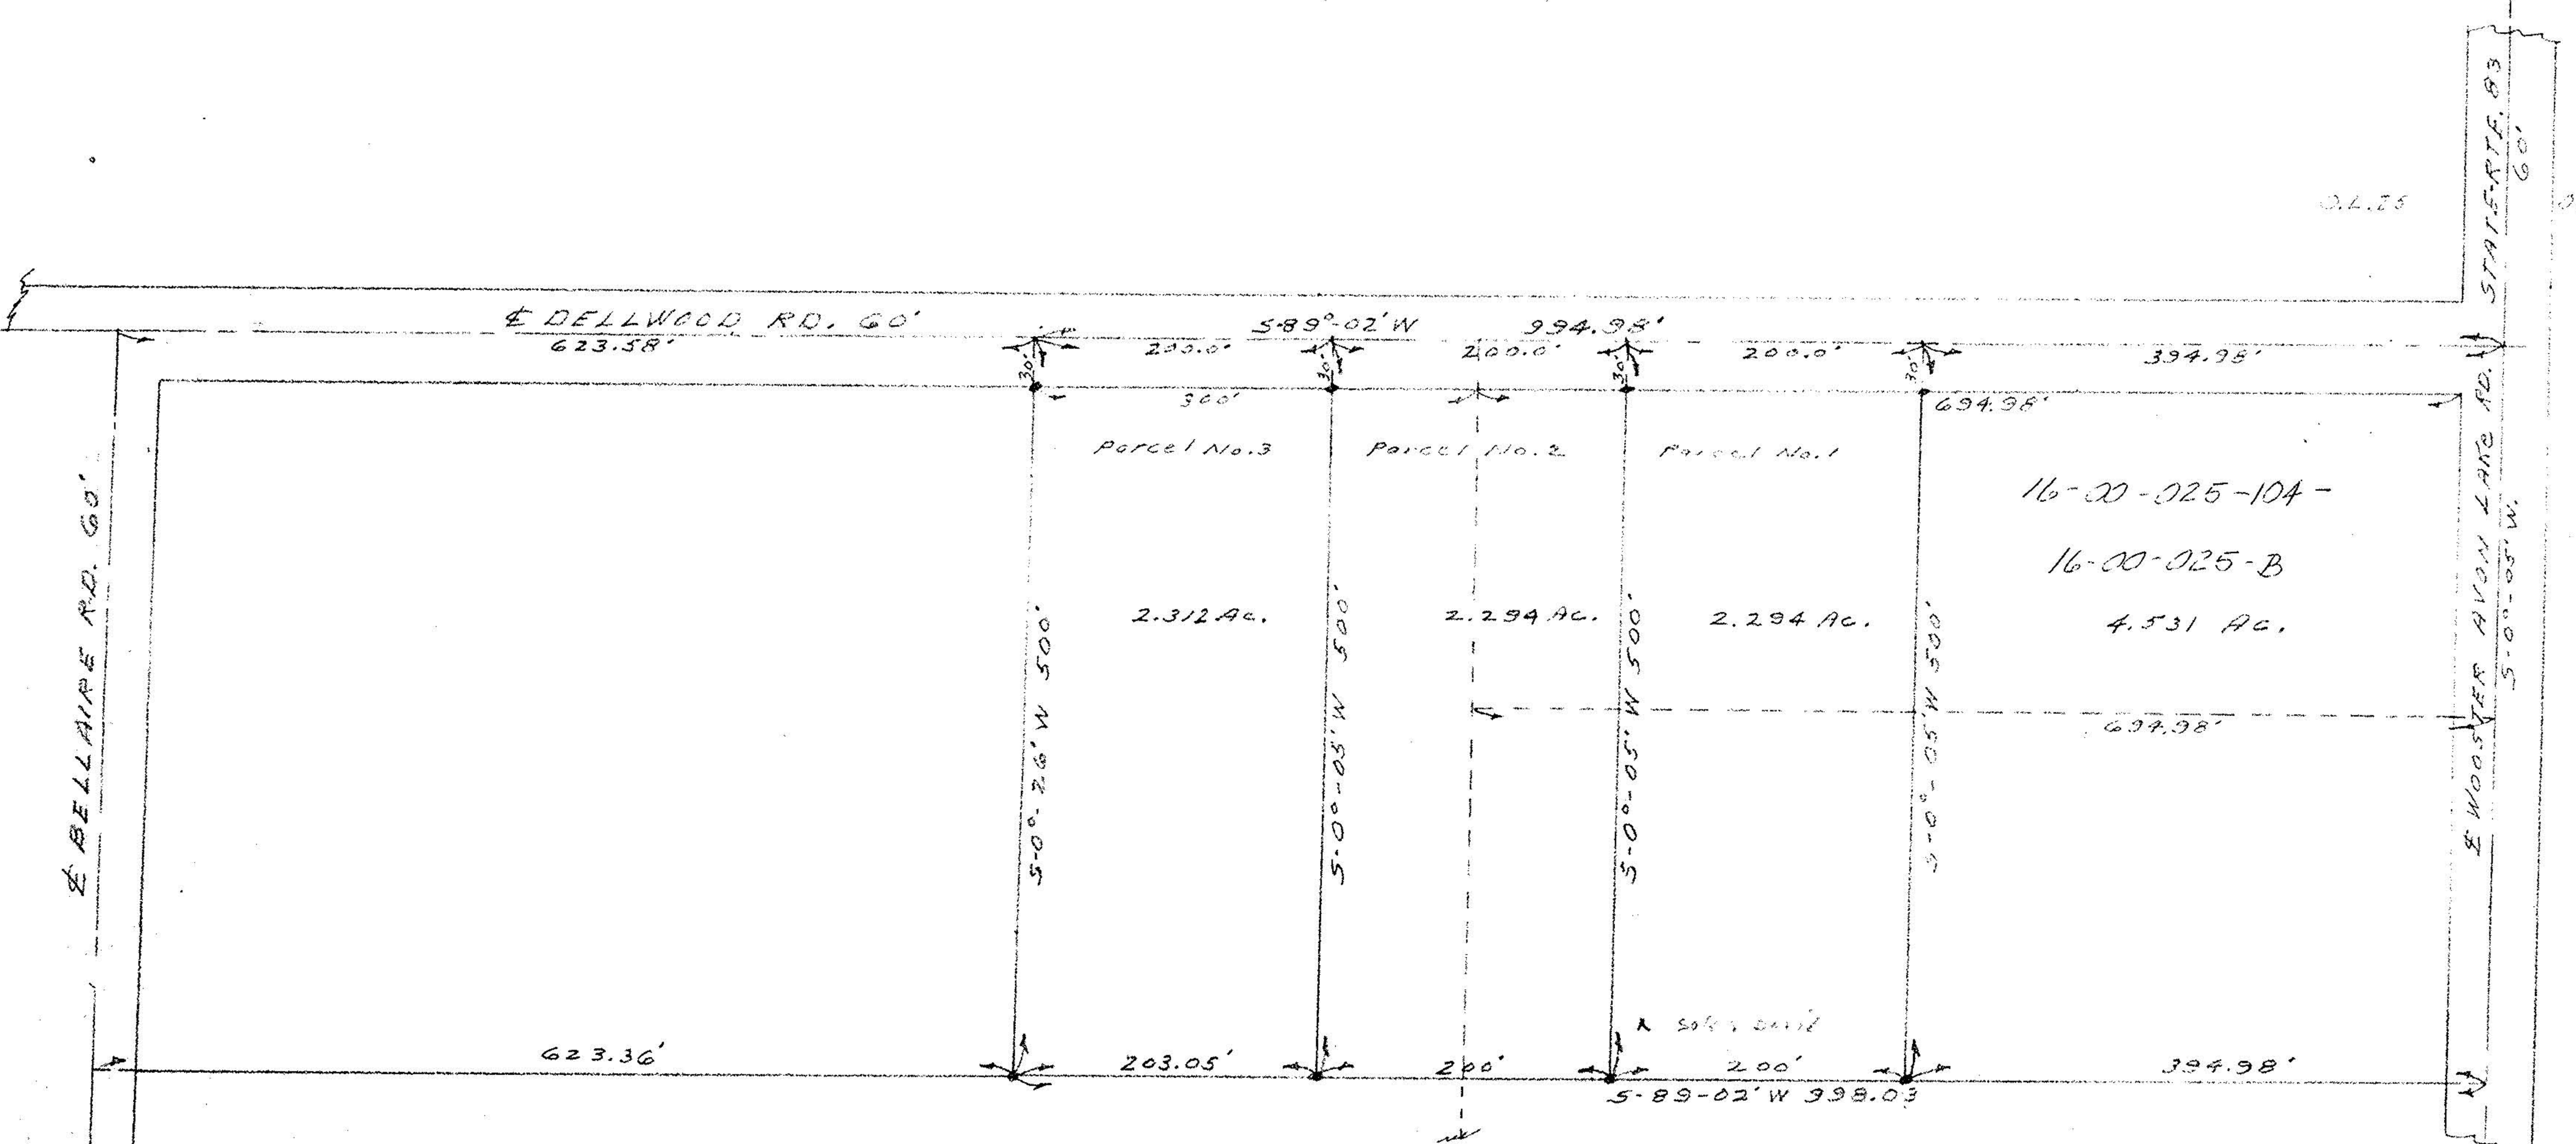 STATE RTE. 83
60'
O.L. 25
℄ DELLWOOD RD. 60'
S-89°-02'W 994.98'
623.58' 200.0' 200.0' 200.0' 394.98'
30' 30' 30' 30'
300' 694.98'
Parcel No.3 Parcel No.2 Parcel No.1
16-00-025-104-
16-00-025-B
2.312 Ac. 2.294 Ac. 2.294 Ac. 4.531 Ac.
℄ BELLAIRE RD. 60'
S-0°-26'W 500'
S-0°-05'W 500'
S-0°-05'W 500'
S-0°-05'W 500'
℄ WOOSTER AVON LAKE RD.
S-0°-05'W.
694.98'
623.36' 203.05' 200' 200' 394.98'
S-89-02'W 998.03